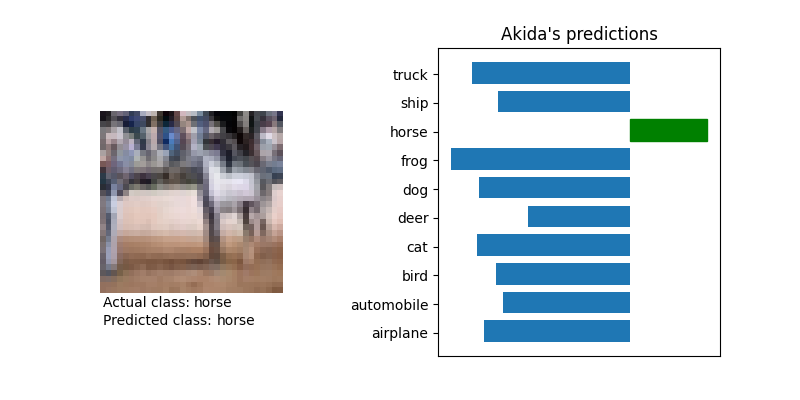 Akida's predictions
truck
ship
horse
frog
dog
deer
cat
bird
automobile
airplane
Actual class: horse
Predicted class: horse